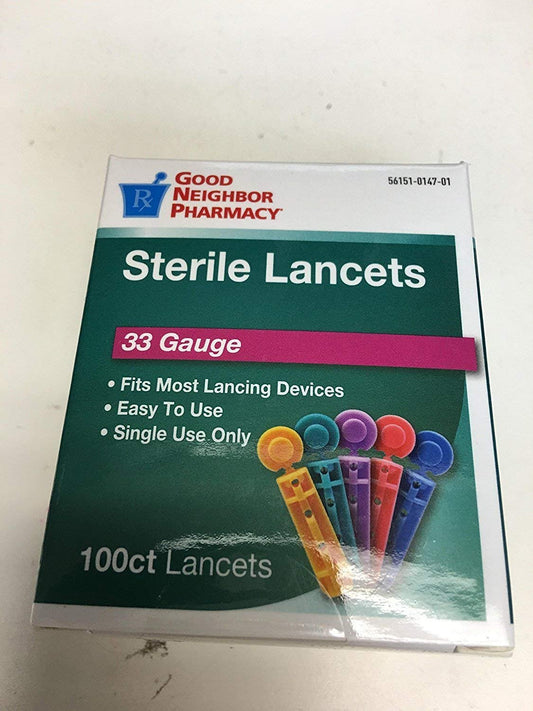 Rx
GOOD
NEIGHBOR
PHARMACY
56151-0147-01
Sterile Lancets
33 Gauge
• Fits Most Lancing Devices
• Easy To Use
• Single Use Only
100ct Lancets